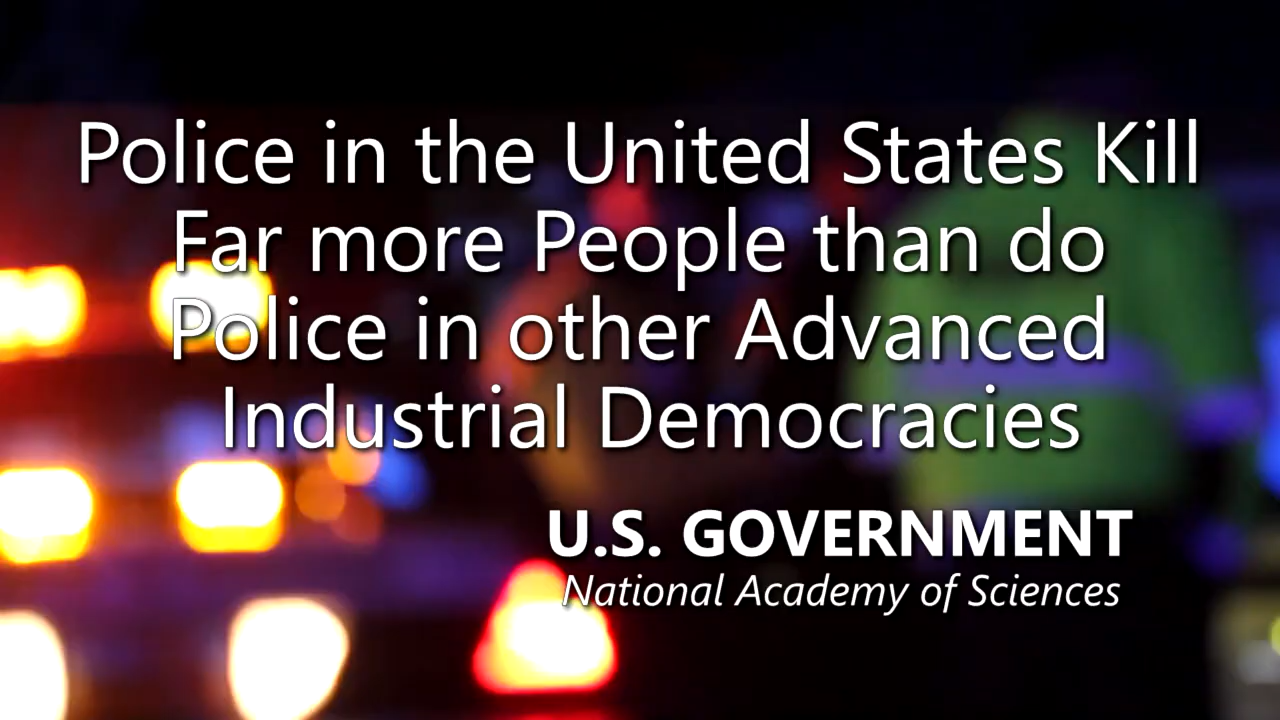 Police in the United States Kill
Far more People than do
Police in other Advanced
Industrial Democracies
U.S. GOVERNMENT
National Academy of Sciences